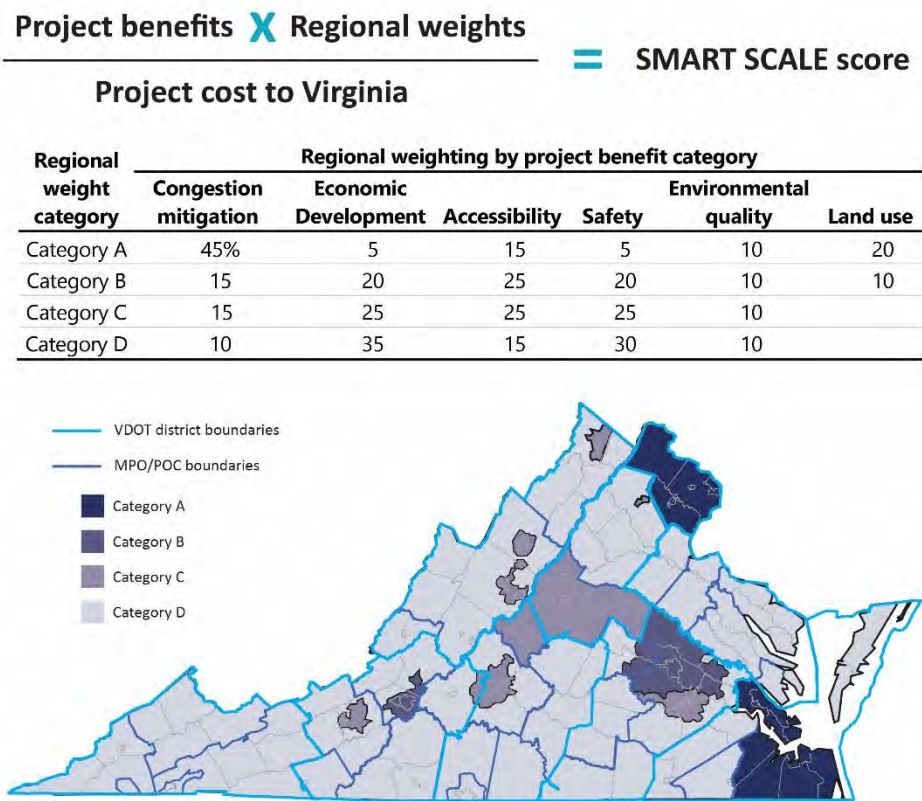 Project benefits X Regional weights
= SMART SCALE score
Project cost to Virginia
Regional weighting by project benefit category
Regional weight category
Congestion mitigation
Economic Development
Accessibility
Safety
Environmental quality
Land use
Category A 45% 5 15 5 10 20
Category B 15 20 25 20 10 10
Category C 15 25 25 25 10
Category D 10 35 15 30 10
VDOT district boundaries
MPO/POC boundaries
Category A
Category B
Category C
Category D